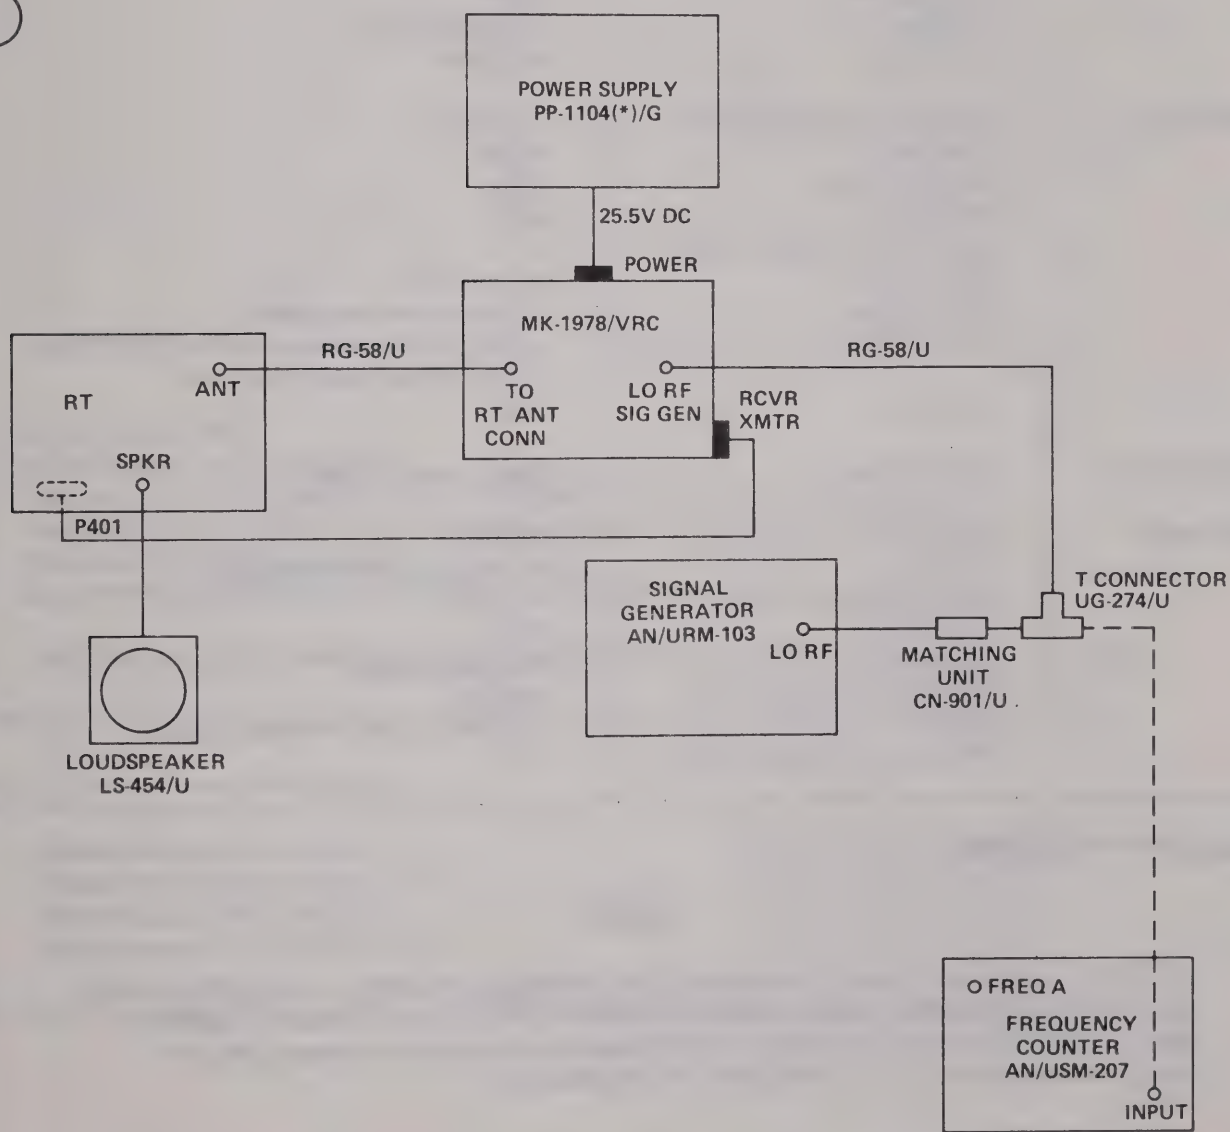 POWER SUPPLY
PP-1104(*)/G
25.5V DC
POWER
MK-1978/VRC
RG-58/U
RG-58/U
RT
ANT
TO
RT ANT
CONN
LO RF
SIG GEN
RCVR
XMTR
SPKR
P401
SIGNAL
GENERATOR
AN/URM-103
LO RF
T CONNECTOR
UG-274/U
MATCHING
UNIT
CN-901/U
LOUDSPEAKER
LS-454/U
FREQ A
FREQUENCY
COUNTER
AN/USM-207
INPUT